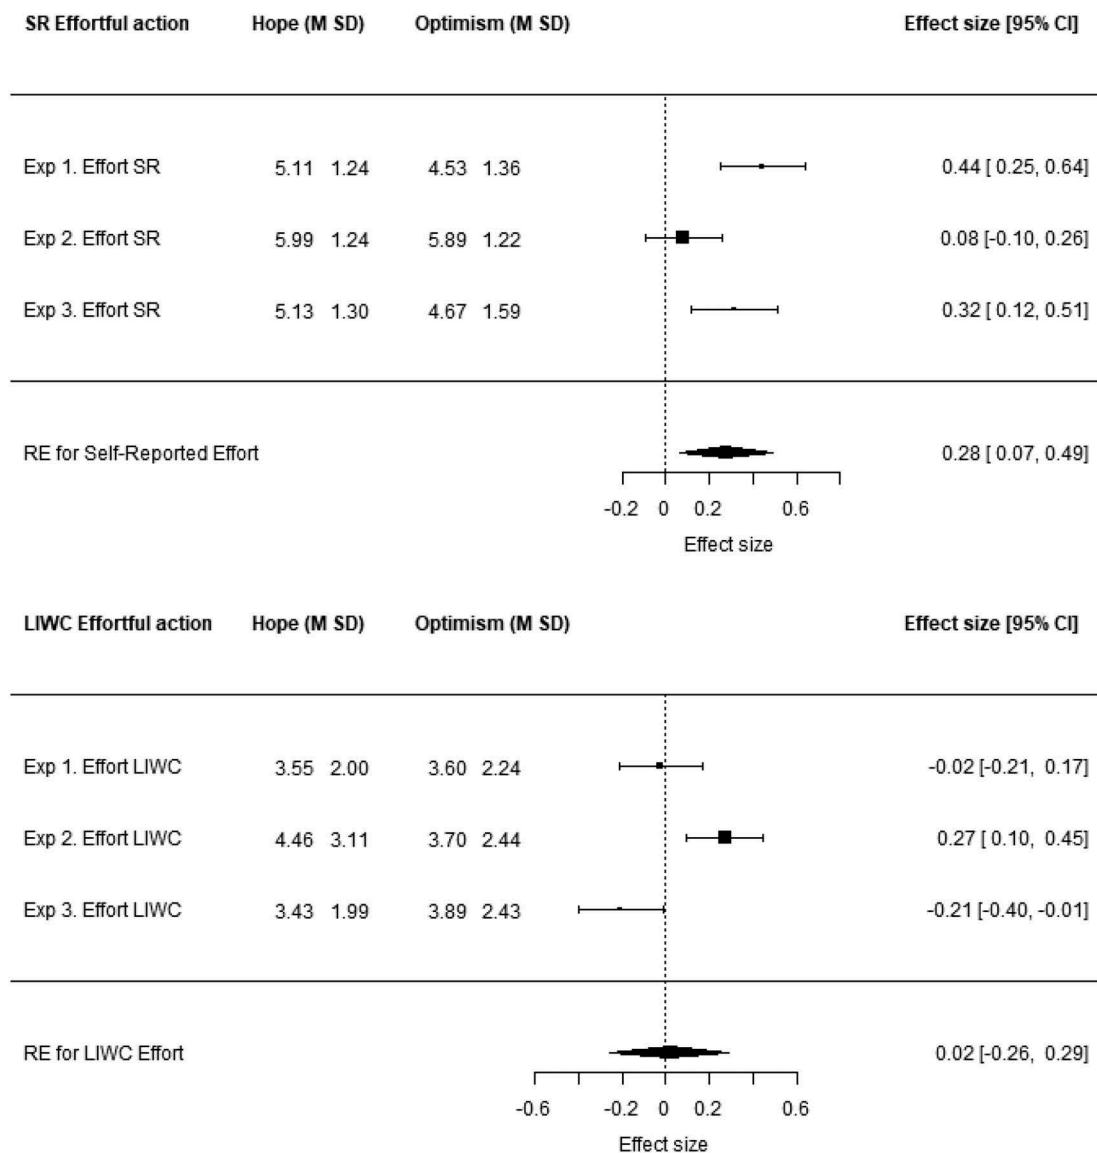 SR Effortful action Hope (M SD) Optimism (M SD) Effect size [95% CI]
Exp 1. Effort SR 5.11 1.24 4.53 1.36 0.44 [ 0.25, 0.64]
Exp 2. Effort SR 5.99 1.24 5.89 1.22 0.08 [-0.10, 0.26]
Exp 3. Effort SR 5.13 1.30 4.67 1.59 0.32 [ 0.12, 0.51]
RE for Self-Reported Effort 0.28 [ 0.07, 0.49]
-0.2 0 0.2 0.6
Effect size
LIWC Effortful action Hope (M SD) Optimism (M SD) Effect size [95% CI]
Exp 1. Effort LIWC 3.55 2.00 3.60 2.24 -0.02 [-0.21, 0.17]
Exp 2. Effort LIWC 4.46 3.11 3.70 2.44 0.27 [ 0.10, 0.45]
Exp 3. Effort LIWC 3.43 1.99 3.89 2.43 -0.21 [-0.40, -0.01]
RE for LIWC Effort 0.02 [-0.26, 0.29]
-0.6 -0.2 0 0.2 0.6
Effect size